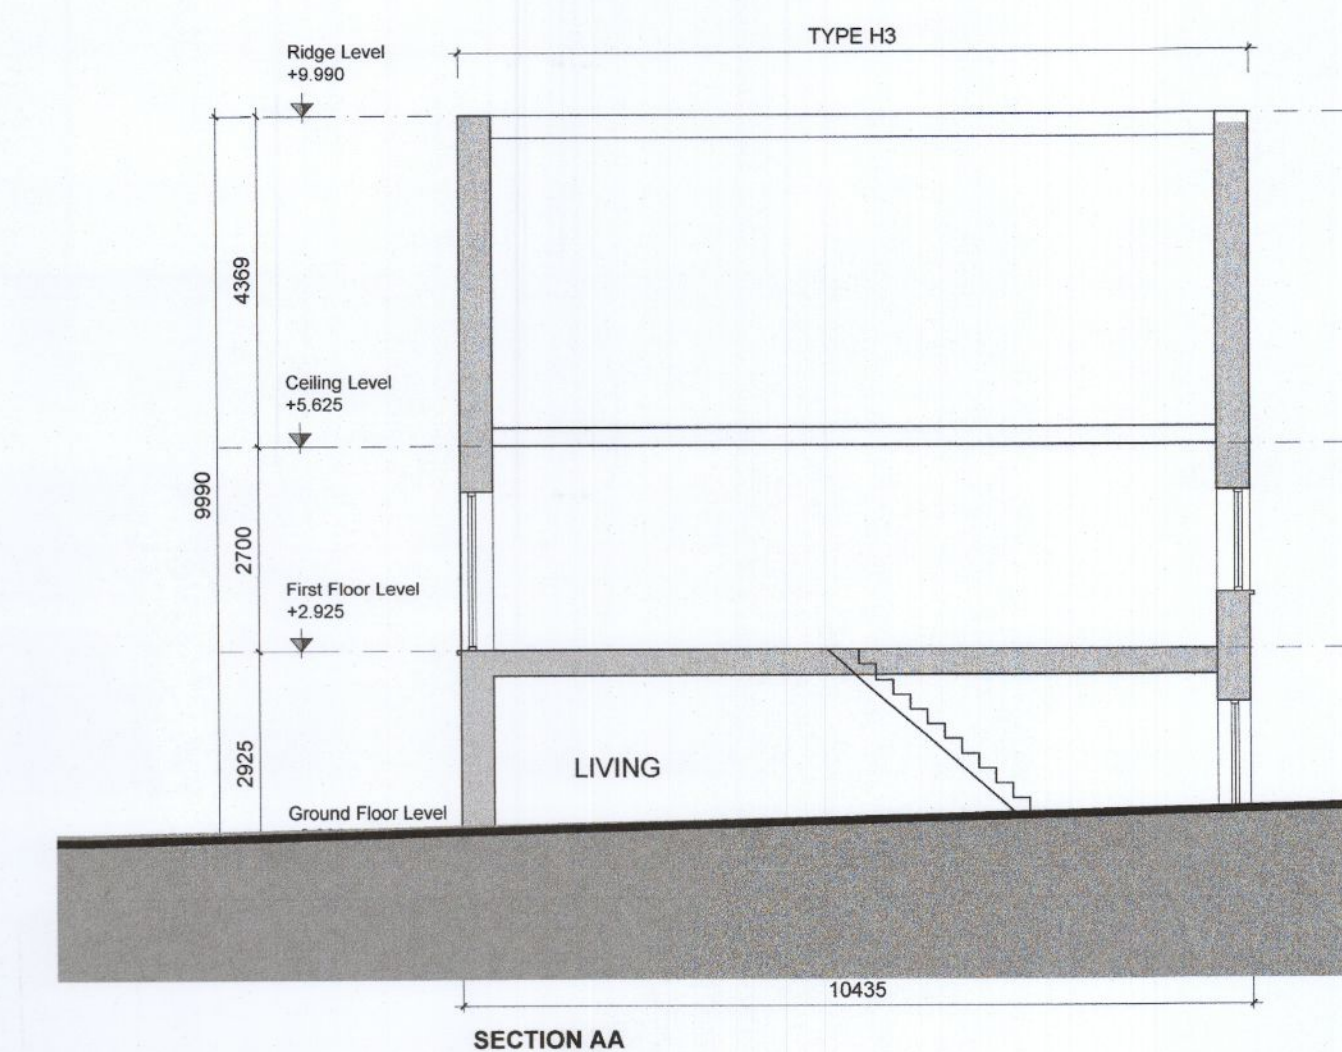 TYPE H3
Ridge Level
+9.990
4369
Ceiling Level
+5.625
9990
2700
First Floor Level
+2.925
2925
LIVING
Ground Floor Level
10435
SECTION AA